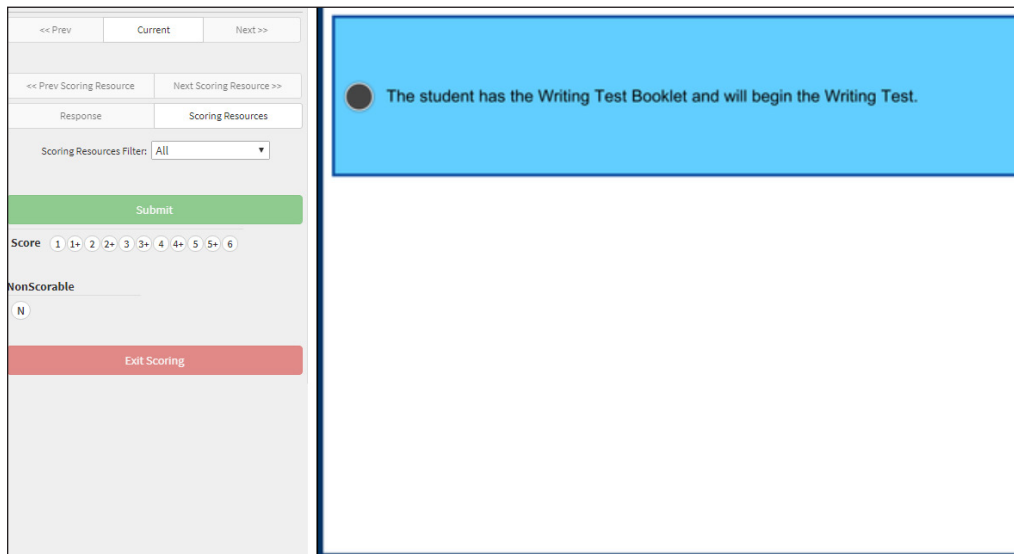 << Prev Current Next >>
<< Prev Scoring Resource Next Scoring Resource >>
Response Scoring Resources
Scoring Resources Filter: All
Submit
Score 1 1+ 2 2+ 3 3+ 4 4+ 5 5+ 6
NonScorable
N
Exit Scoring
The student has the Writing Test Booklet and will begin the Writing Test.